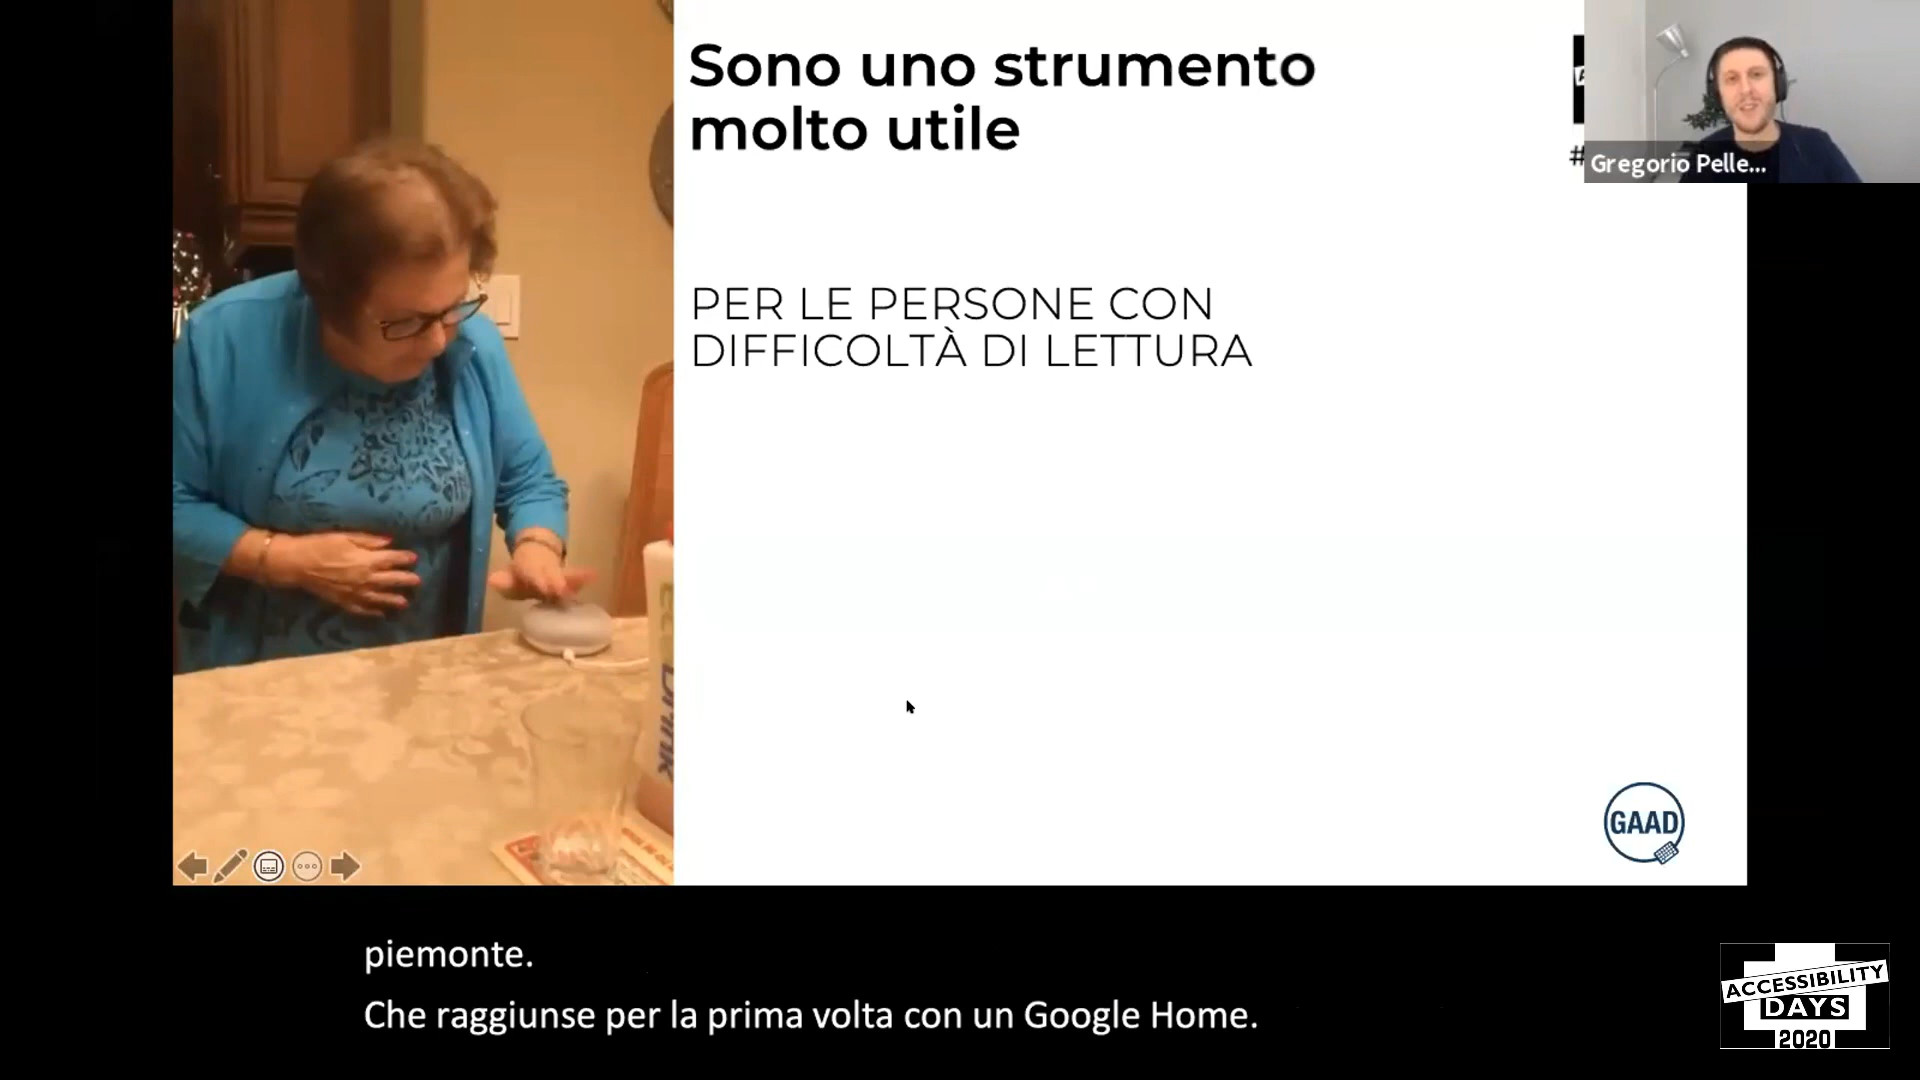 Sono uno strumento
molto utile
#
Gregorio Pelle...
PER LE PERSONE CON
DIFFICOLTÀ DI LETTURA
GAAD
piemonte.
Che raggiunse per la prima volta con un Google Home.
ACCESSIBILITY
DAYS
2020